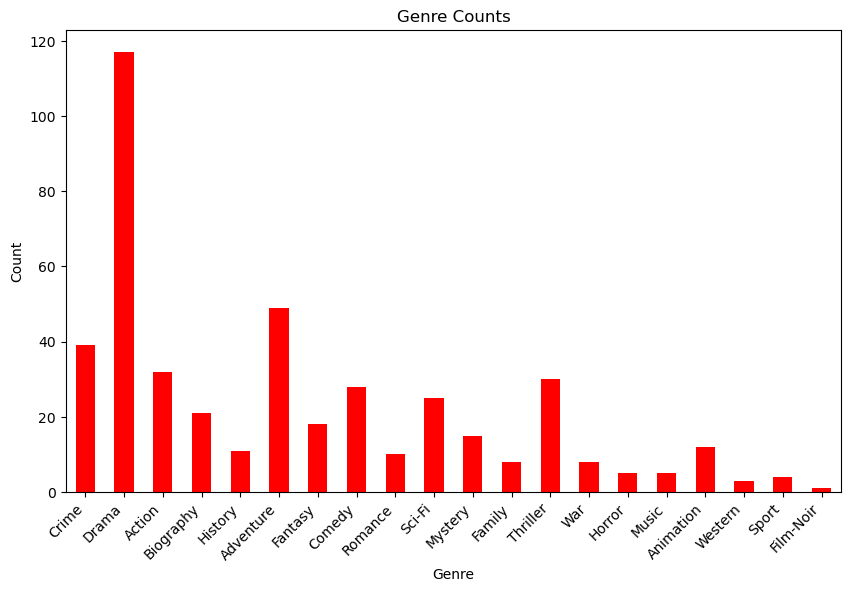 Genre Counts
120
100
80
60
40
20
0
Count
Crime
Drama
Action
Biography
History
Adventure
Fantasy
Comedy
Romance
Sci-Fi
Mystery
Family
Thriller
War
Horror
Music
Animation
Western
Sport
Film-Noir
Genre